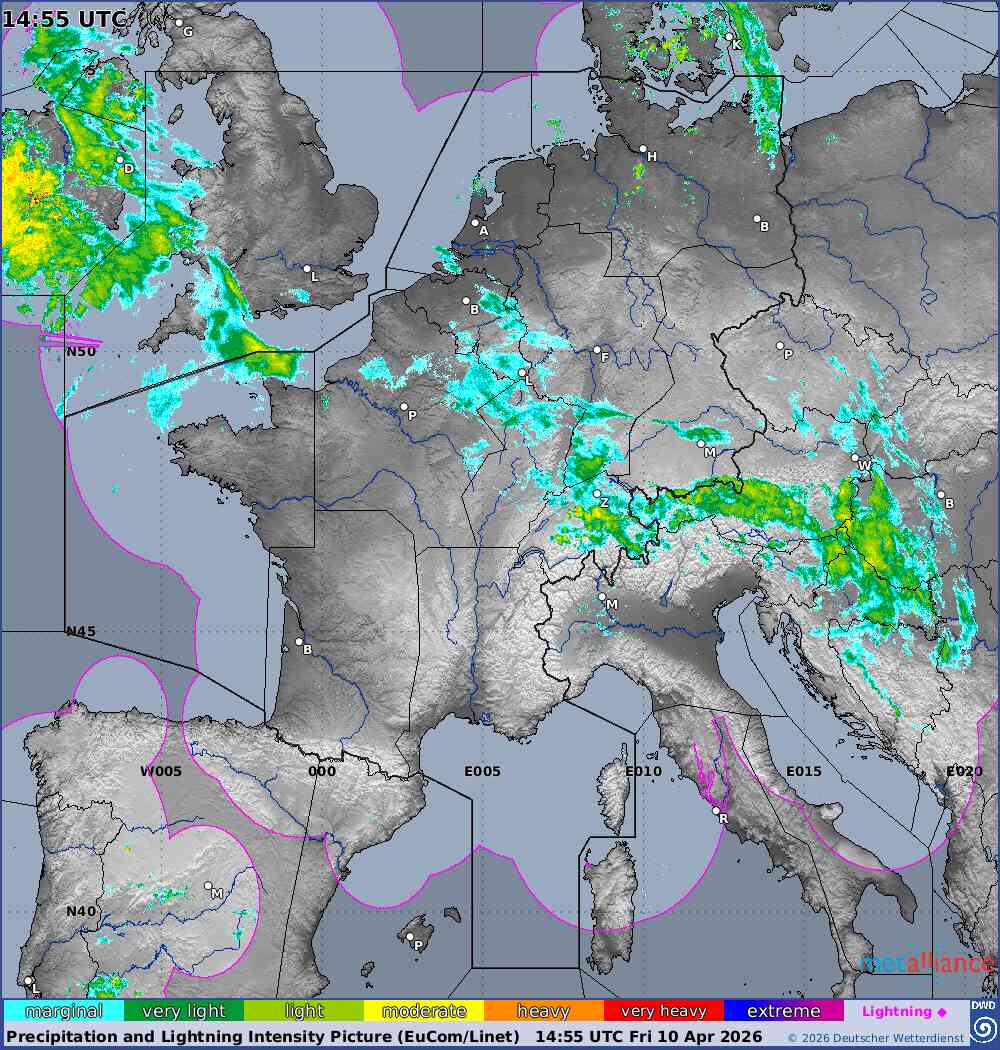 14:55 UTC
G
S
K
D
H
A
B
L
B
N50
F
P
L
P
M
W
B
Z
M
N45
B
W005
000
E005
E010
E015
E020
R
M
N40
P
L
metalliance
marginal very light light moderate heavy very heavy extreme Lightning ◆
DWD
Precipitation and Lightning Intensity Picture (EuCom/Linet) 14:55 UTC Fri 10 Apr 2026 © 2026 Deutscher Wetterdienst